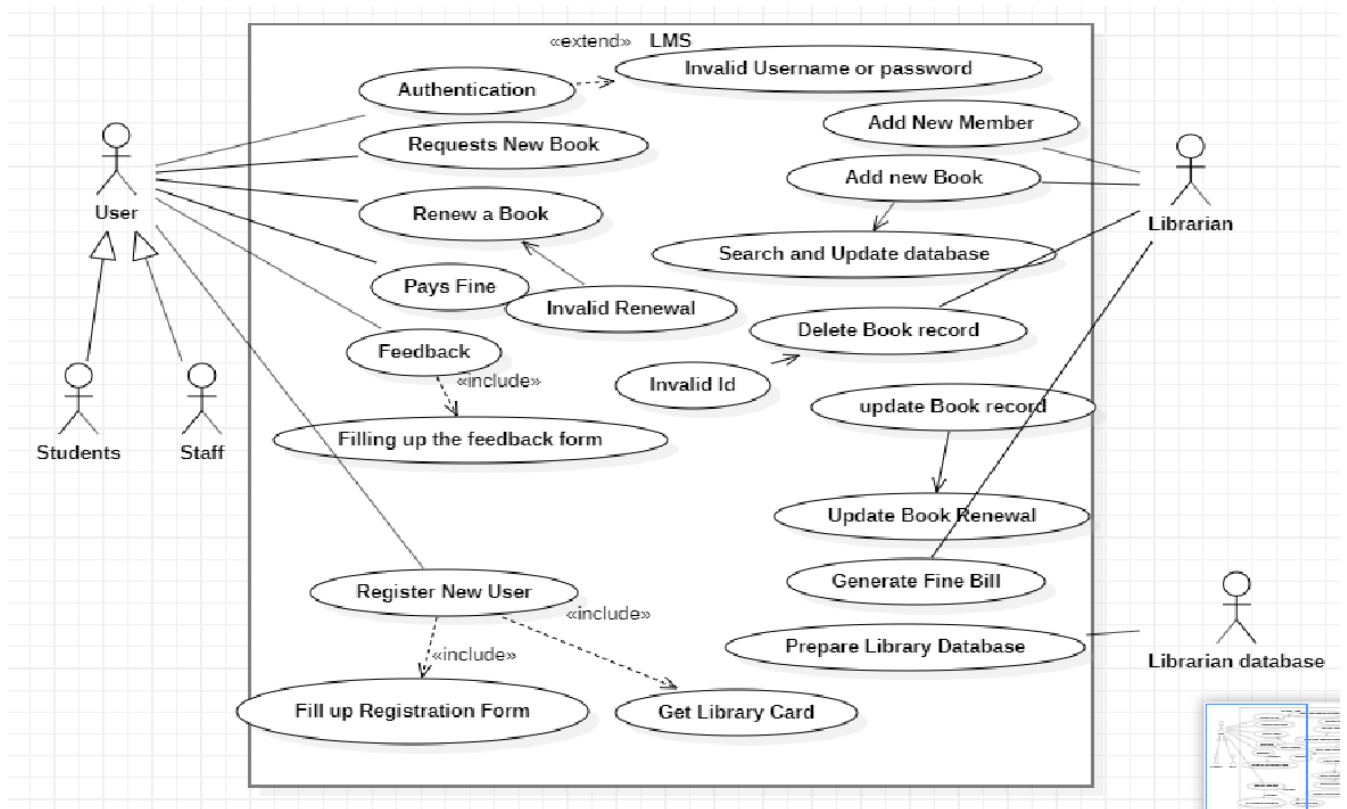 «extend» LMS
Invalid Username or password
Authentication
Add New Member
Requests New Book
Add new Book
User
Renew a Book
Librarian
Search and Update database
Pays Fine
Invalid Renewal
Delete Book record
Feedback
«include»
Invalid Id
update Book record
Filling up the feedback form
Students
Staff
Update Book Renewal
Generate Fine Bill
Register New User
«include»
Prepare Library Database
«include»
Librarian database
Fill up Registration Form
Get Library Card